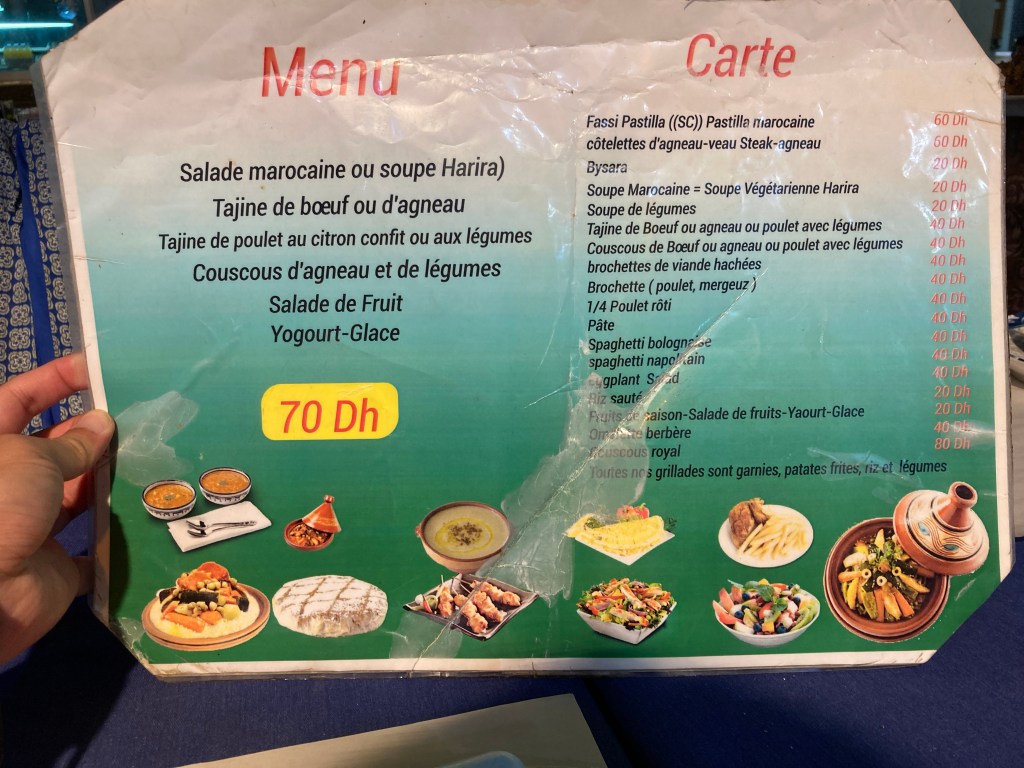 Menu
Salade marocaine ou soupe Harira)
Tajine de bœuf ou d'agneau
Tajine de poulet au citron confit ou aux légumes
Couscous d'agneau et de légumes
Salade de Fruit
Yogourt-Glace
70 Dh
Carte
Fassi Pastilla ((SC)) Pastilla marocaine 60 Dh
côtelettes d'agneau-veau Steak-agneau 60 Dh
Bysara 20 Dh
Soupe Marocaine = Soupe Végétarienne Harira 20 Dh
Soupe de légumes 20 Dh
Tajine de Boeuf ou agneau ou poulet avec légumes 40 Dh
Couscous de Bœuf ou agneau ou poulet avec légumes 40 Dh
brochettes de viande hachées 40 Dh
Brochette ( poulet, mergeuz ) 40 Dh
1/4 Poulet rôti 40 Dh
Pâte 40 Dh
Spaghetti bolognaise 40 Dh
spaghetti napolitain 40 Dh
eggplant Salad 40 Dh
Riz sauté 20 Dh
Fruits de saison-Salade de fruits-Yaourt-Glace 20 Dh
Omelette berbère 40 Dh
Couscous royal 80 Dh
Toutes nos grillades sont garnies, patates frites, riz et légumes